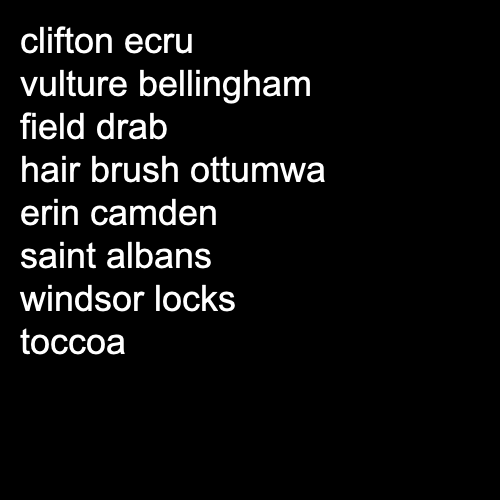 clifton ecru
vulture bellingham
field drab
hair brush ottumwa
erin camden
saint albans
windsor locks
toccoa